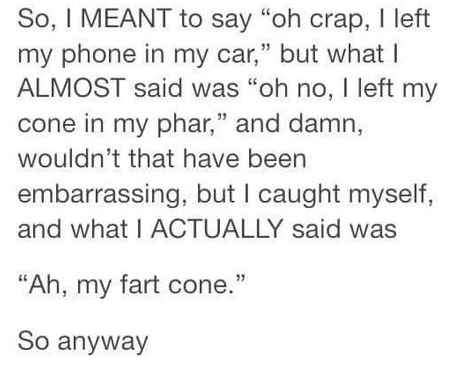 So, I MEANT to say “oh crap, I left
my phone in my car,” but what I
ALMOST said was “oh no, I left my
cone in my phar,” and damn,
wouldn’t that have been
embarrassing, but I caught myself,
and what I ACTUALLY said was
“Ah, my fart cone.”
So anyway